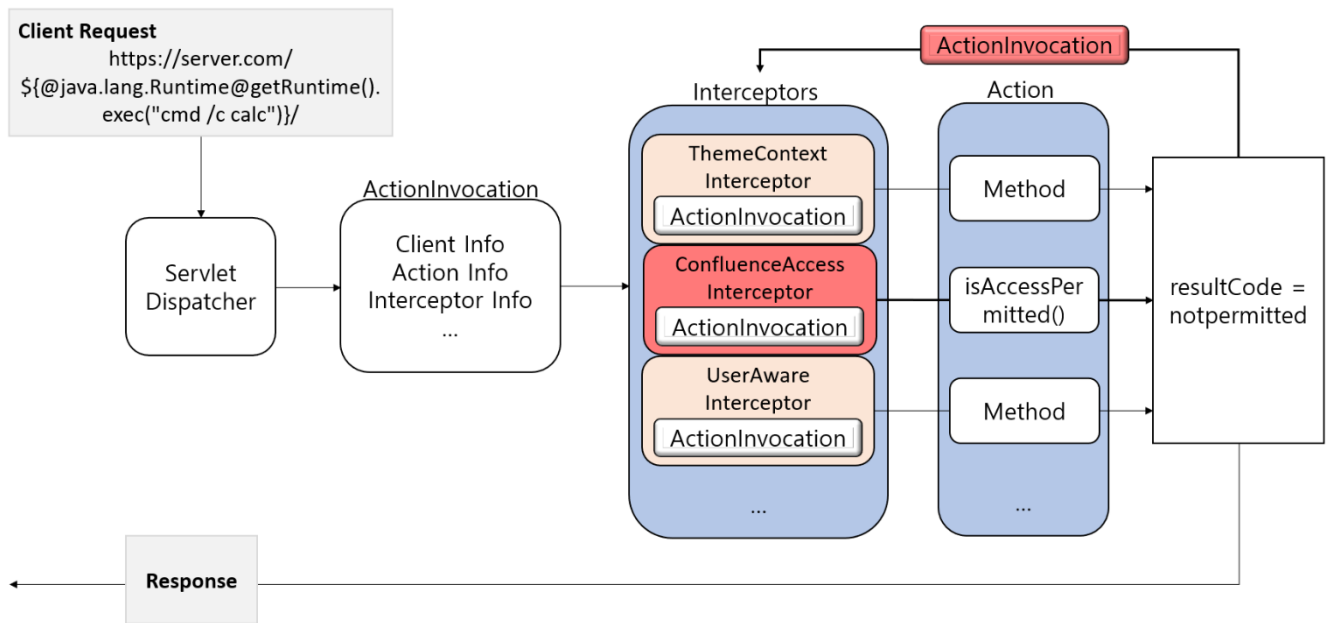 Client Request
https://server.com/
${@java.lang.Runtime@getRuntime().
exec("cmd /c calc")}/
Servlet
Dispatcher
ActionInvocation
Client Info
Action Info
Interceptor Info
...
ActionInvocation
Interceptors
ThemeContext
Interceptor
ActionInvocation
ConfluenceAccess
Interceptor
ActionInvocation
UserAware
Interceptor
ActionInvocation
...
Action
Method
isAccessPer
mitted()
Method
...
resultCode =
notpermitted
Response